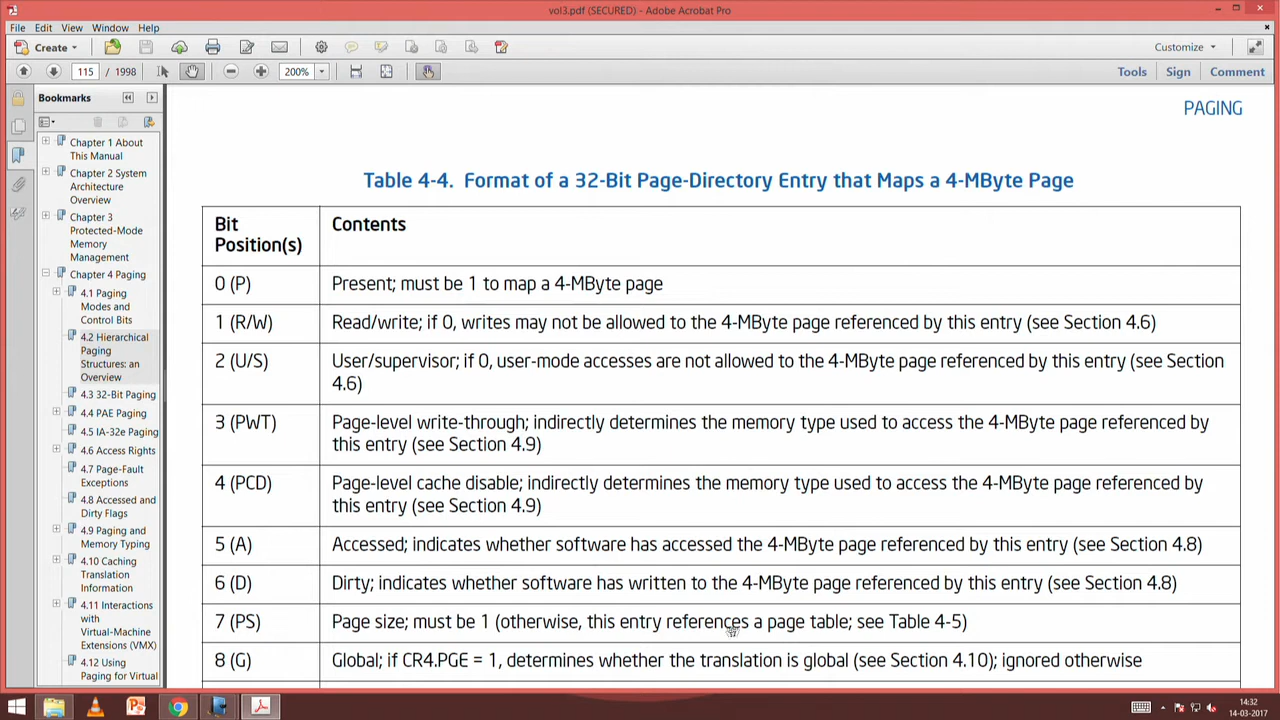 vol3.pdf (SECURED) - Adobe Acrobat Pro
File Edit View Window Help
Create
Customize
115 / 1998
200%
Tools Sign Comment
Bookmarks
Chapter 1 About
This Manual
Chapter 2 System
Architecture
Overview
Chapter 3
Protected-Mode
Memory
Management
Chapter 4 Paging
4.1 Paging
Modes and
Control Bits
4.2 Hierarchical
Paging
Structures: an
Overview
4.3 32-Bit Paging
4.4 PAE Paging
4.5 IA-32e Paging
4.6 Access Rights
4.7 Page-Fault
Exceptions
4.8 Accessed and
Dirty Flags
4.9 Paging and
Memory Typing
4.10 Caching
Translation
Information
4.11 Interactions
with
Virtual-Machine
Extensions (VMX)
4.12 Using
Paging for Virtual
PAGING
Table 4-4. Format of a 32-Bit Page-Directory Entry that Maps a 4-MByte Page
Bit
Position(s)
Contents
0 (P)
Present; must be 1 to map a 4-MByte page
1 (R/W)
Read/write; if 0, writes may not be allowed to the 4-MByte page referenced by this entry (see Section 4.6)
2 (U/S)
User/supervisor; if 0, user-mode accesses are not allowed to the 4-MByte page referenced by this entry (see Section
4.6)
3 (PWT)
Page-level write-through; indirectly determines the memory type used to access the 4-MByte page referenced by
this entry (see Section 4.9)
4 (PCD)
Page-level cache disable; indirectly determines the memory type used to access the 4-MByte page referenced by
this entry (see Section 4.9)
5 (A)
Accessed; indicates whether software has accessed the 4-MByte page referenced by this entry (see Section 4.8)
6 (D)
Dirty; indicates whether software has written to the 4-MByte page referenced by this entry (see Section 4.8)
7 (PS)
Page size; must be 1 (otherwise, this entry references a page table; see Table 4-5)
8 (G)
Global; if CR4.PGE = 1, determines whether the translation is global (see Section 4.10); ignored otherwise
14:32
14-03-2017